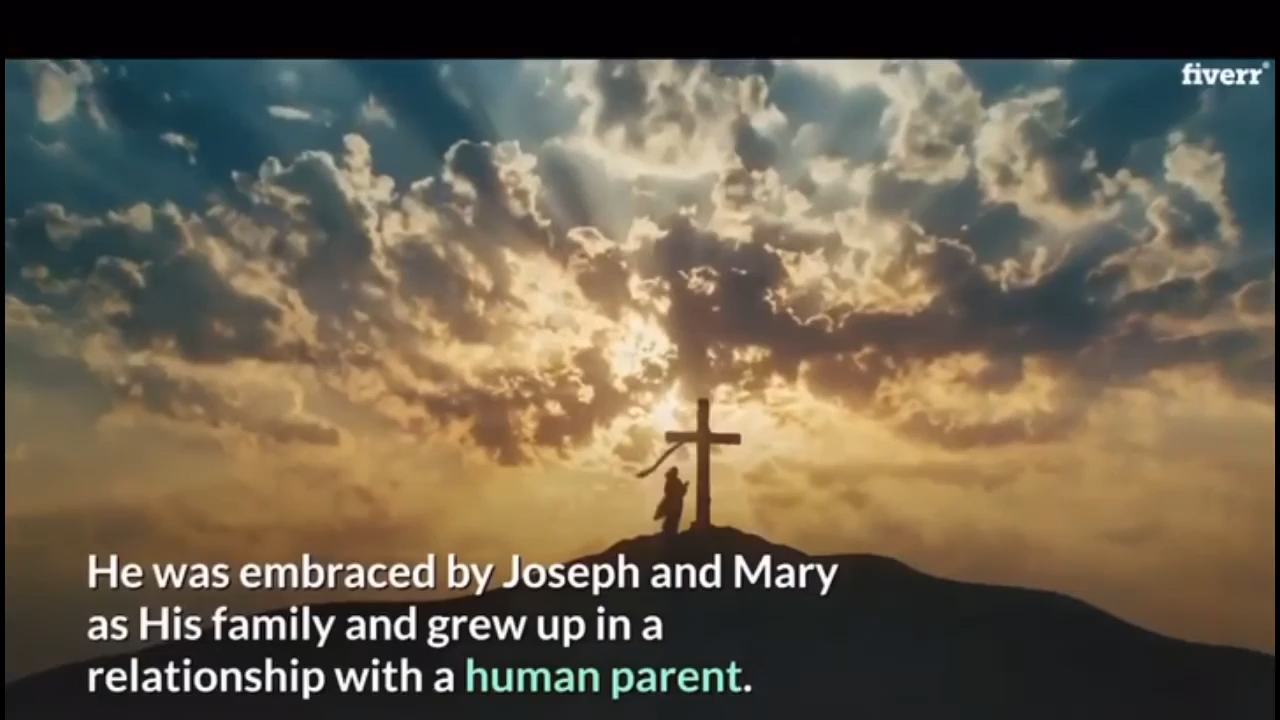 fiverr®
He was embraced by Joseph and Mary
as His family and grew up in a
relationship with a human parent.